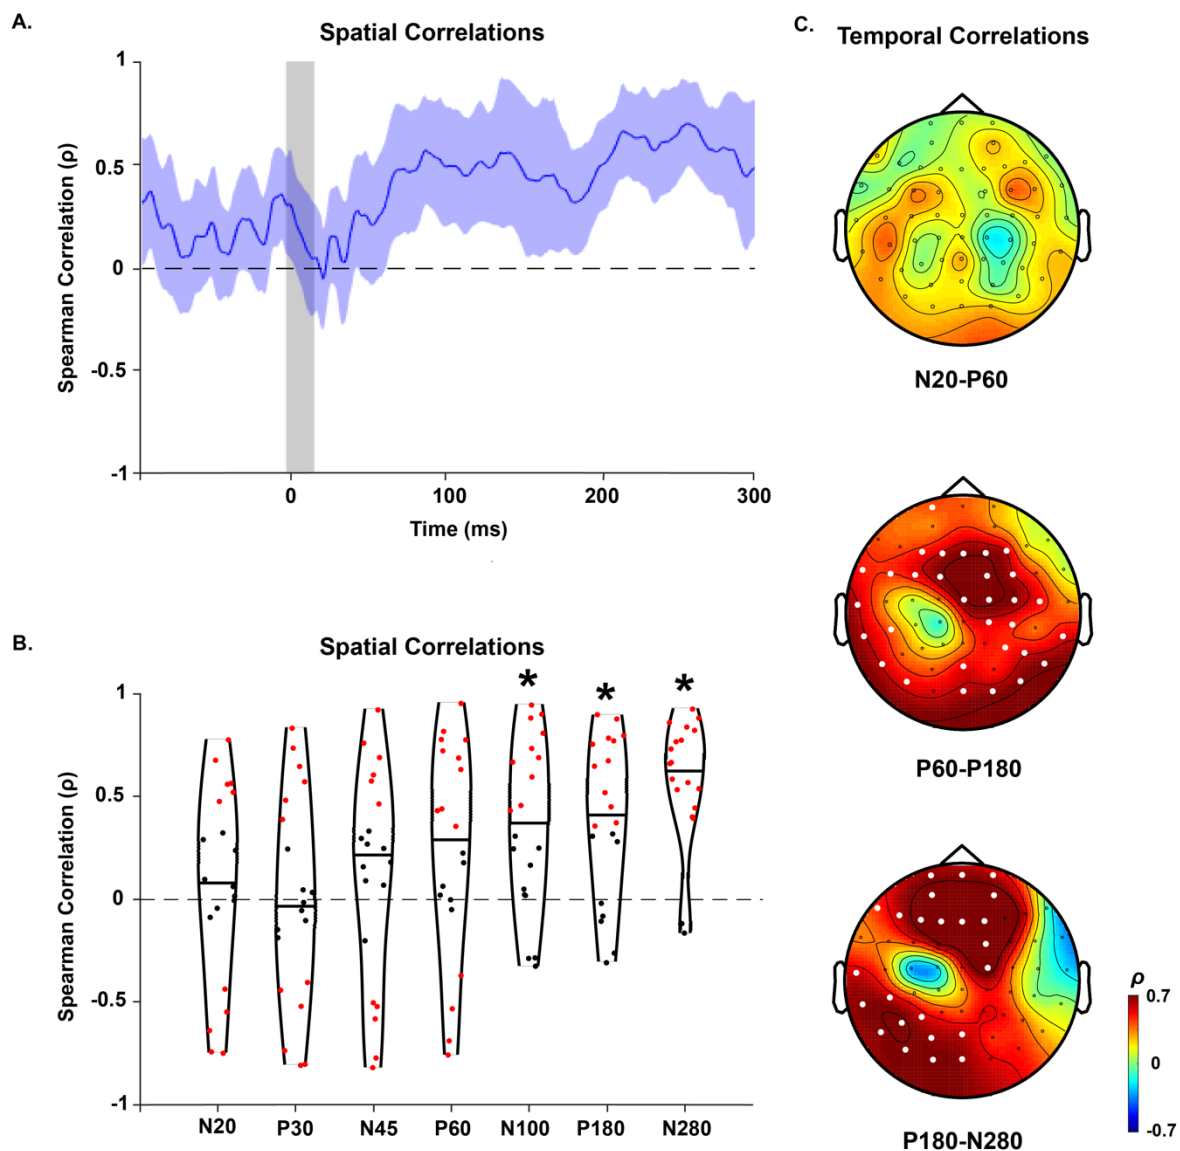 A.
Spatial Correlations
1
0.5
0
-0.5
-1
Spearman Correlation (ρ)
0
100
200
300
Time (ms)
B.
Spatial Correlations
1
0.5
0
-0.5
-1
Spearman Correlation (ρ)
* * *
N20 P30 N45 P60 N100 P180 N280
C.
Temporal Correlations
N20-P60
P60-P180
P180-N280
ρ
0.7
0
-0.7